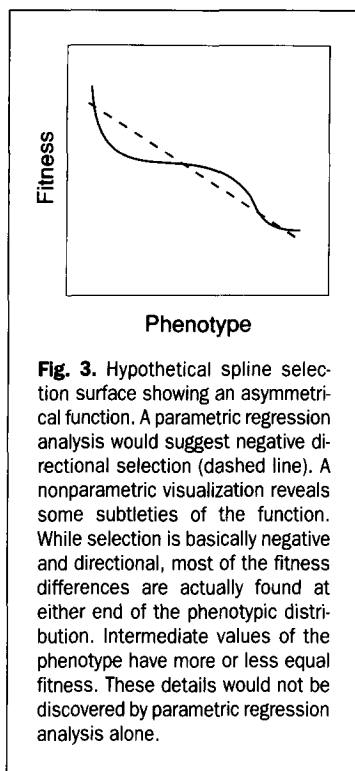 Fitness
Phenotype
Fig. 3. Hypothetical spline selec-
tion surface showing an asymmetri-
cal function. A parametric regression
analysis would suggest negative di-
rectional selection (dashed line). A
nonparametric visualization reveals
some subtleties of the function.
While selection is basically negative
and directional, most of the fitness
differences are actually found at
either end of the phenotypic distri-
bution. Intermediate values of the
phenotype have more or less equal
fitness. These details would not be
discovered by parametric regression
analysis alone.